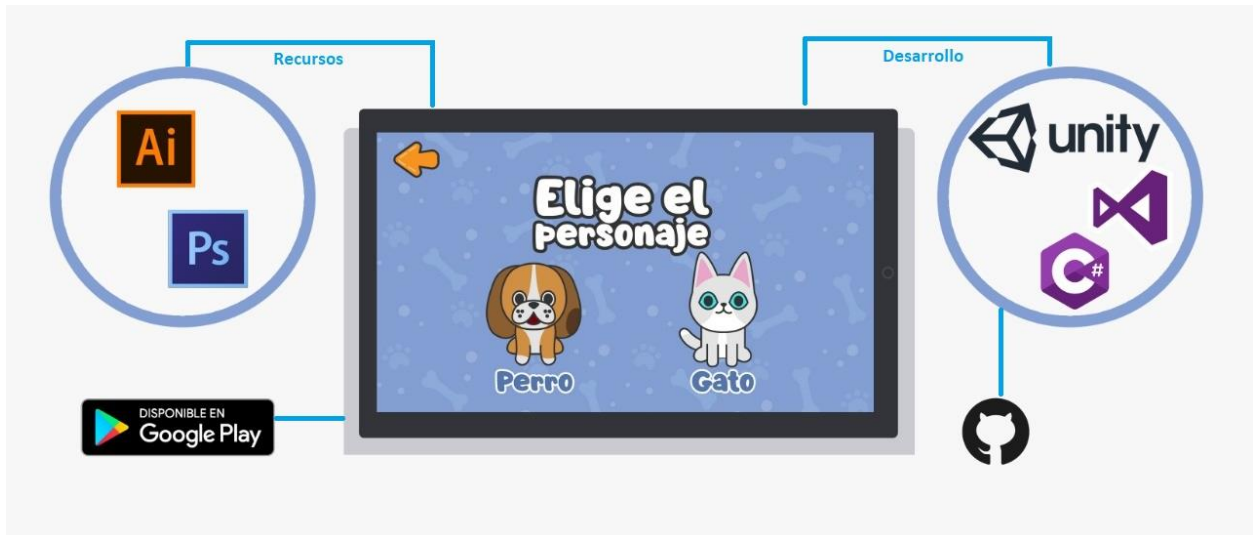 Recursos
Desarrollo
Ai
Ps
unity
C#
Elige el
personaje
Perro
Gato
DISPONIBLE EN
Google Play